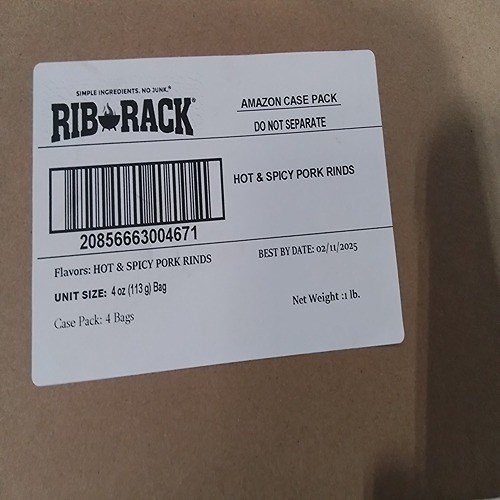 SIMPLE INGREDIENTS. NO JUNK.®
RIB RACK®
AMAZON CASE PACK
DO NOT SEPARATE
HOT & SPICY PORK RINDS
20856663004671
Flavors: HOT & SPICY PORK RINDS
BEST BY DATE: 02/11/2025
UNIT SIZE: 4 oz (113 g) Bag
Net Weight :1 lb.
Case Pack: 4 Bags